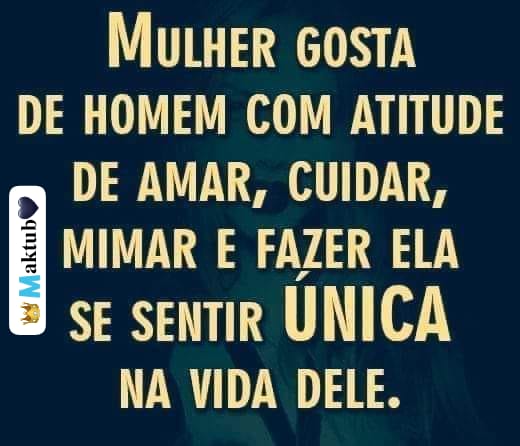 MULHER GOSTA
DE HOMEM COM ATITUDE
DE AMAR, CUIDAR,
MIMAR E FAZER ELA
SE SENTIR ÚNICA
NA VIDA DELE.
Maktub